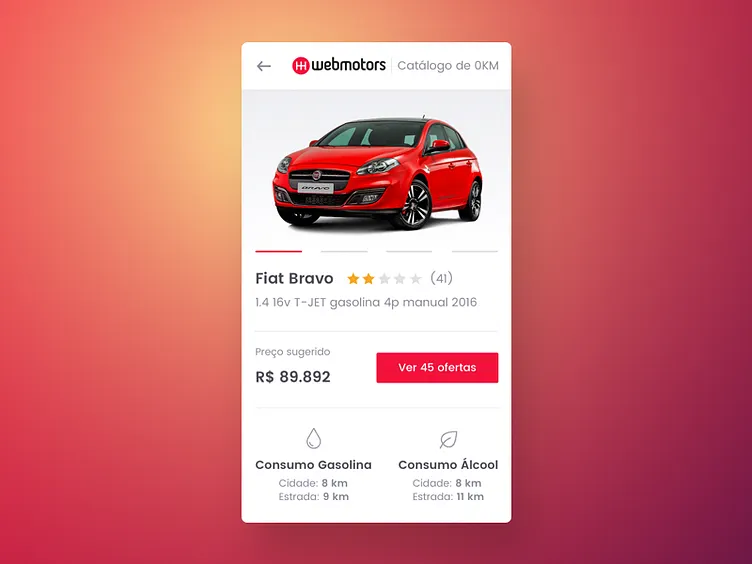 webmotors Catálogo de 0KM
BRAVO
Fiat Bravo (41)
1.4 16v T-JET gasolina 4p manual 2016
Preço sugerido
R$ 89.892
Ver 45 ofertas
Consumo Gasolina
Cidade: 8 km
Estrada: 9 km
Consumo Álcool
Cidade: 8 km
Estrada: 11 km